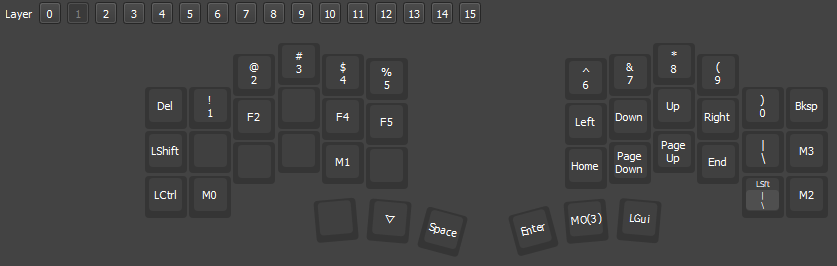 Layer 0 1 2 3 4 5 6 7 8 9 10 11 12 13 14 15
Del
!
1
@
2
#
3
$
4
%
5
^
6
&
7
*
8
(
9
)
0
Bksp
LShift
F2
F4
F5
Left
Down
Up
Right
|
\
M3
LCtrl
M0
M1
Home
Page
Down
Page
Up
End
LSft
|
\
M2
▽
Space
Enter
MO(3)
LGui